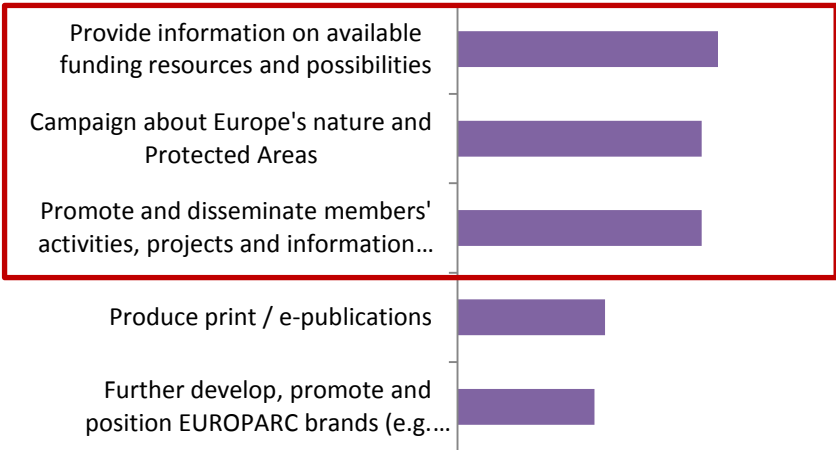 Provide information on available
funding resources and possibilities
Campaign about Europe's nature and
Protected Areas
Promote and disseminate members'
activities, projects and information…
Produce print / e-publications
Further develop, promote and
position EUROPARC brands (e.g.…